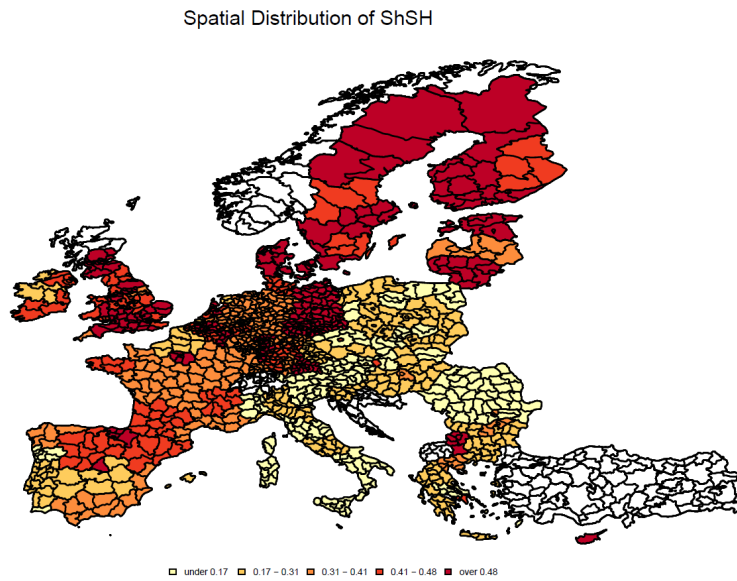 Spatial Distribution of ShSH
under 0.17 0.17 − 0.31 0.31 − 0.41 0.41 − 0.48 over 0.48